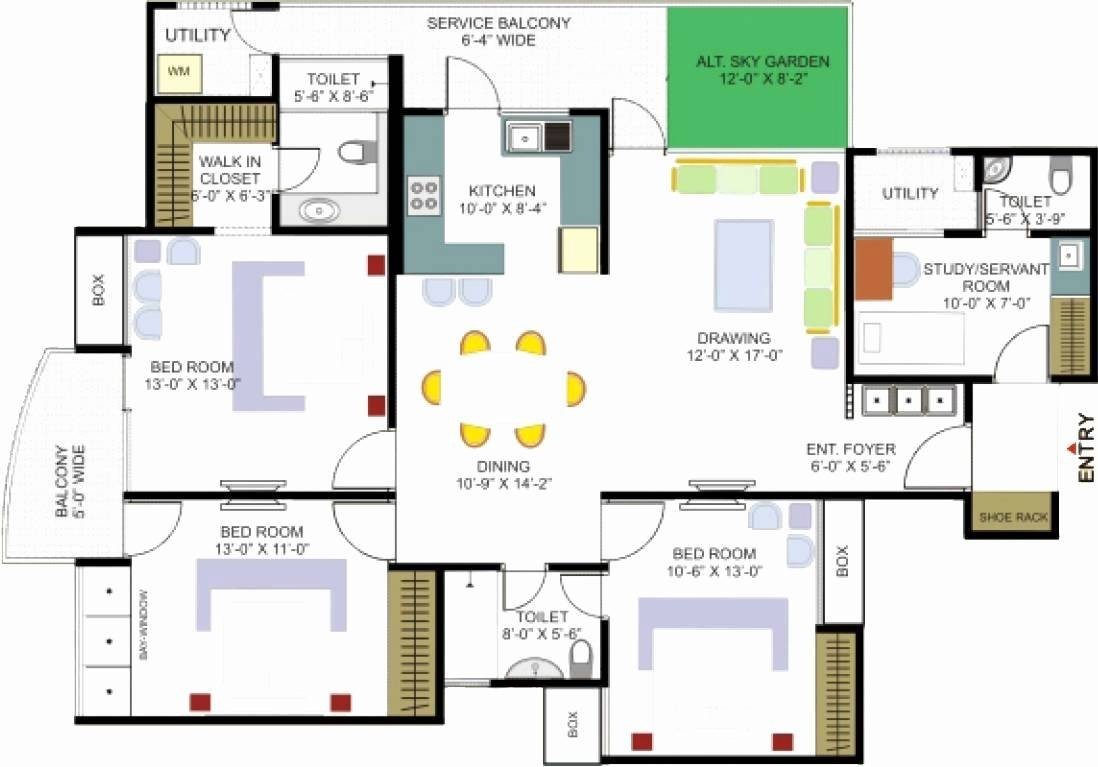 UTILITY
WM
SERVICE BALCONY
6'-4" WIDE
ALT. SKY GARDEN
12'-0" X 8'-2"
TOILET
5'-6" X 8'-6"
WALK IN
CLOSET
6'-0" X 6'-3"
KITCHEN
10'-0" X 8'-4"
UTILITY
TOILET
5'-6" X 3'-9"
STUDY/SERVANT
ROOM
10'-0" X 7'-0"
BOX
BED ROOM
13'-0" X 13'-0"
DRAWING
12'-0" X 17'-0"
BALCONY
5'-0" WIDE
DINING
10'-9" X 14'-2"
ENT. FOYER
6'-0" X 5'-6"
ENTRY
SHOE RACK
BED ROOM
13'-0" X 11'-0"
BED ROOM
10'-6" X 13'-0"
BOX
BAY-WINDOW
TOILET
8'-0" X 5'-6"
BOX